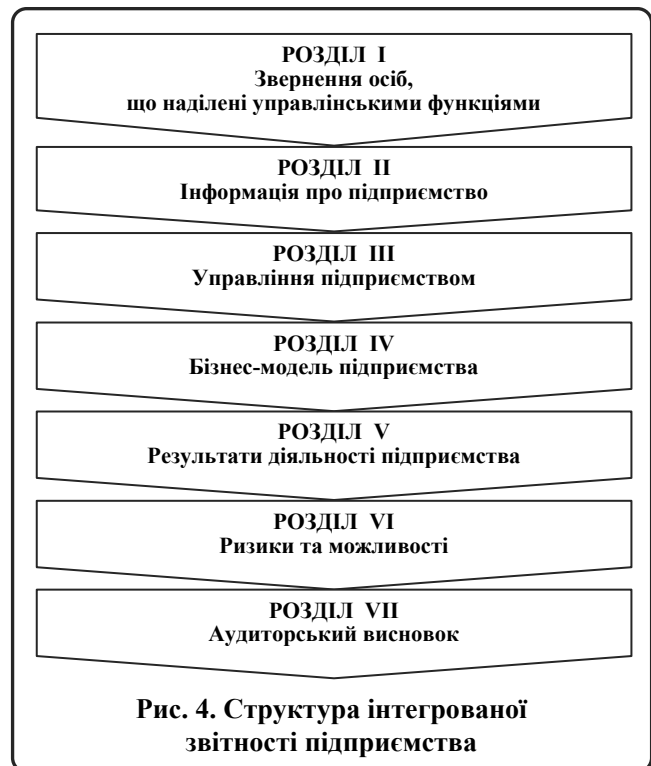 РОЗДІЛ I
Звернення осіб,
що наділені управлінськими функціями
РОЗДІЛ II
Інформація про підприємство
РОЗДІЛ III
Управління підприємством
РОЗДІЛ IV
Бізнес-модель підприємства
РОЗДІЛ V
Результати діяльності підприємства
РОЗДІЛ VI
Ризики та можливості
РОЗДІЛ VII
Аудиторський висновок
Рис. 4. Структура інтегрованої
звітності підприємства